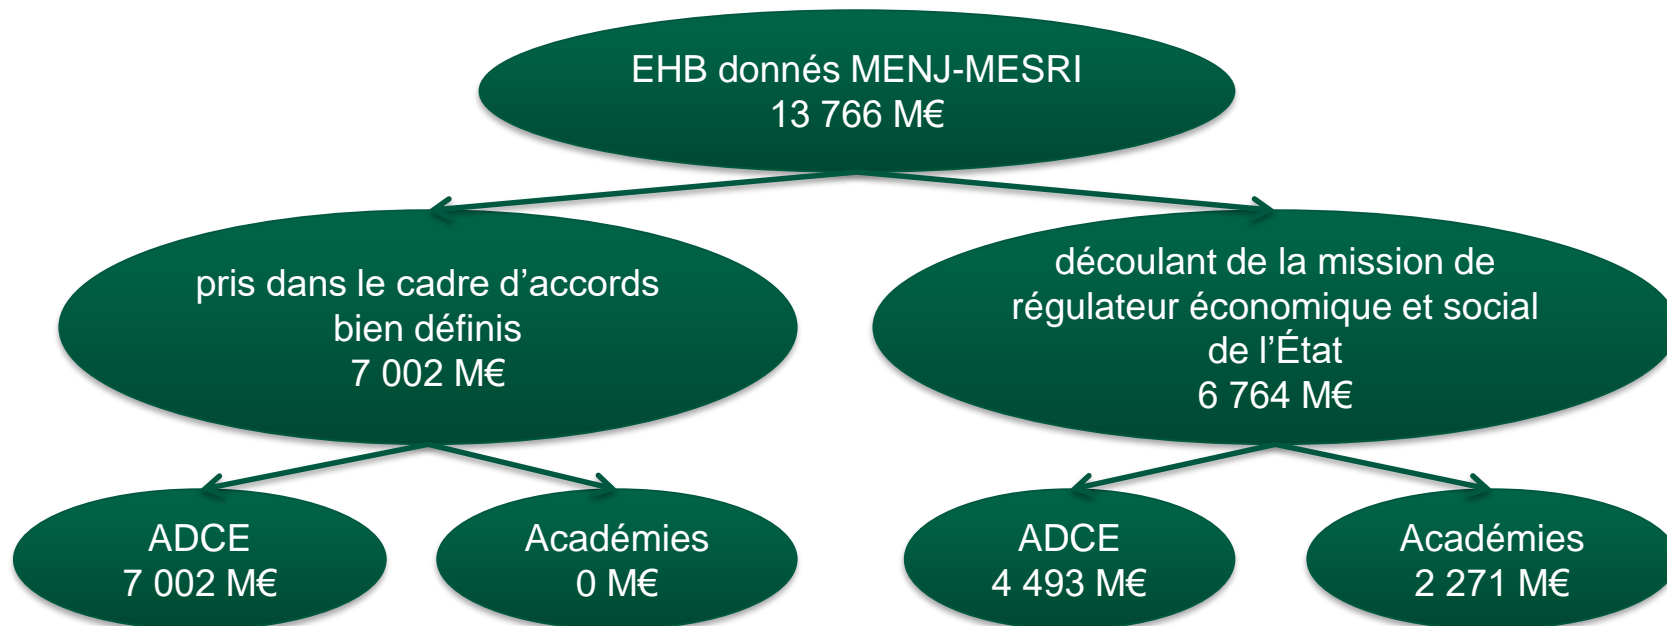 EHB donnés MENJ-MESRI
13 766 M€
pris dans le cadre d’accords
bien définis
7 002 M€
découlant de la mission de
régulateur économique et social
de l’État
6 764 M€
ADCE
7 002 M€
Académies
0 M€
ADCE
4 493 M€
Académies
2 271 M€